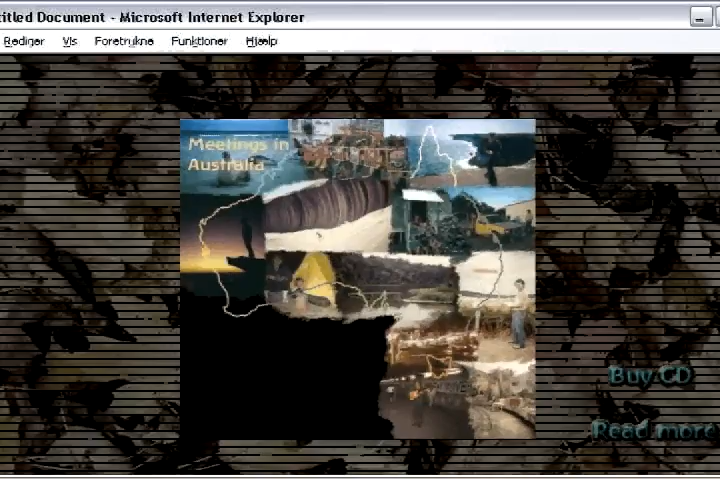 titled Document - Microsoft Internet Explorer
Rediger Vis Foretrukne Funktioner Hjælp
Meetings in
Australia
Buy CD
Read more